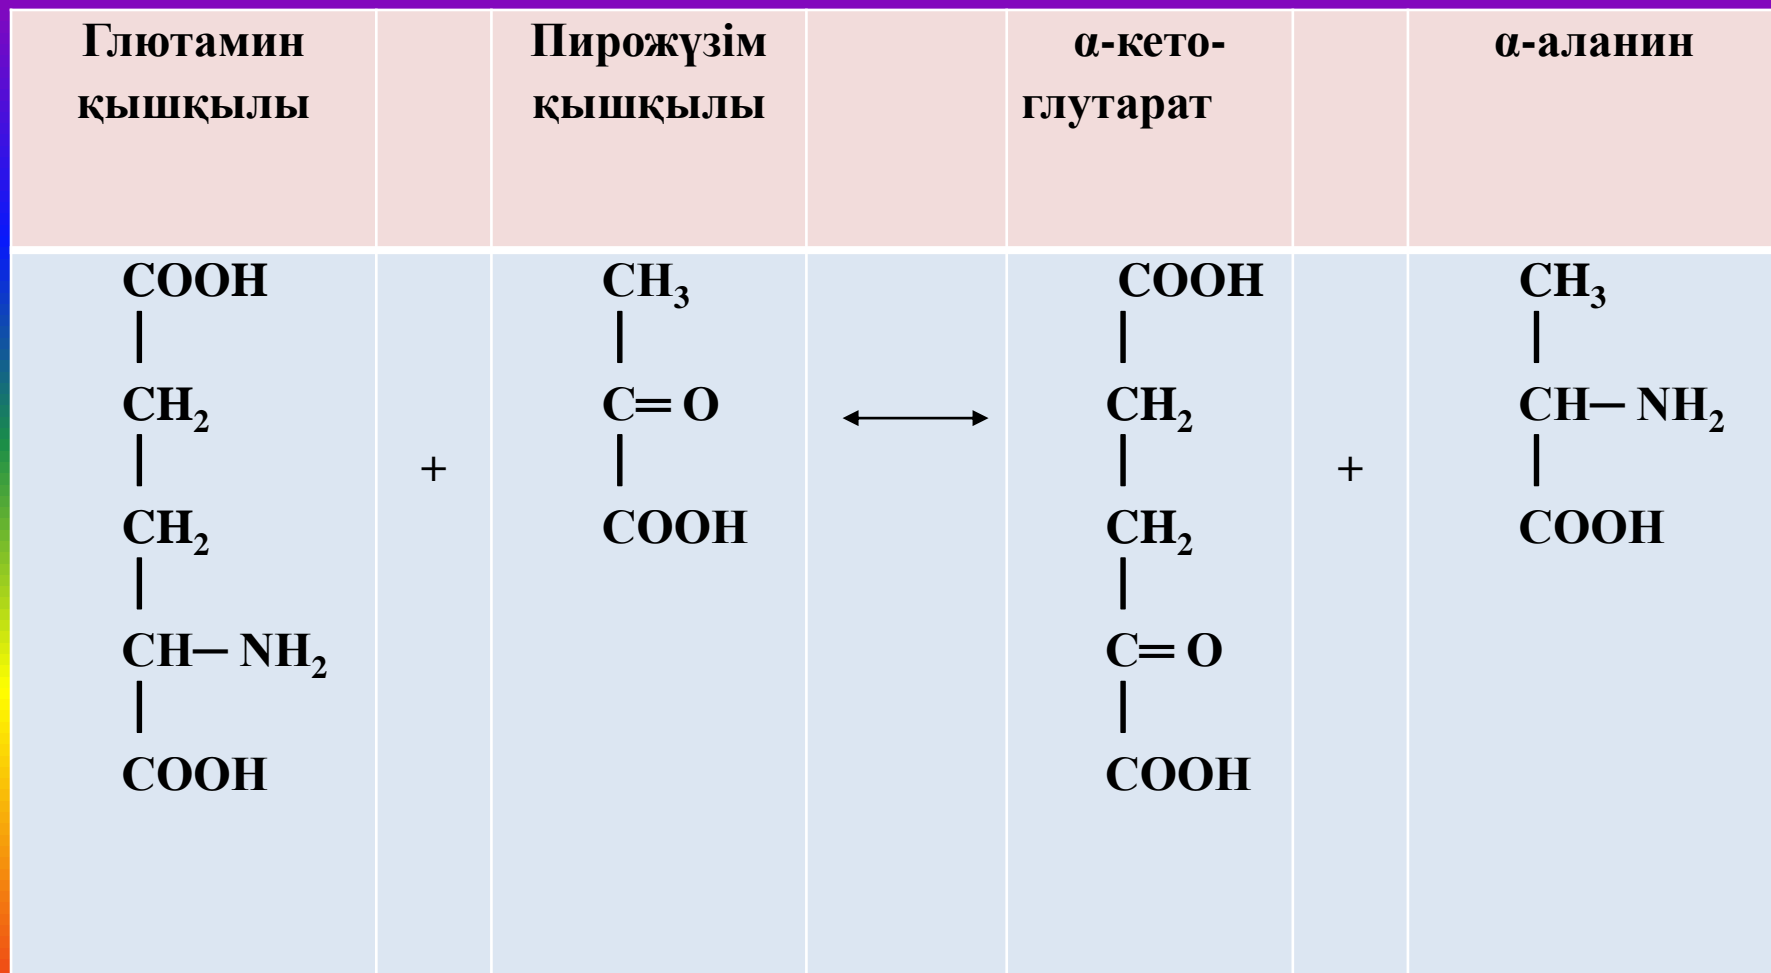 Глютамин
қышқылы
Пирожүзім
қышқылы
α-кето-
глутарат
α-аланин
COOH
|
CH₂
|
CH₂
|
CH─ NH₂
|
COOH
+
CH₃
|
C═ O
|
COOH
⟷
COOH
|
CH₂
|
CH₂
|
C═ O
|
COOH
+
CH₃
|
CH─ NH₂
|
COOH